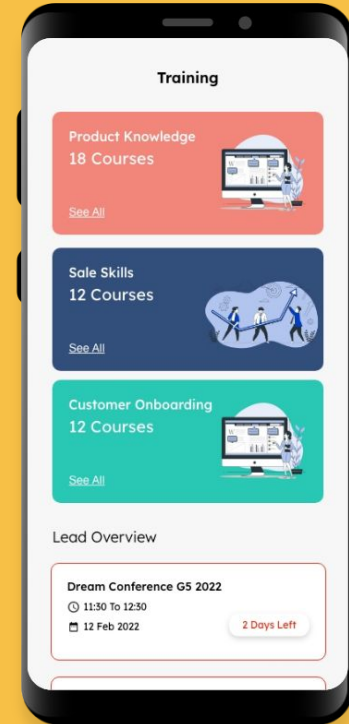 Training
Product Knowledge
18 Courses
See All
Sale Skills
12 Courses
See All
Customer Onboarding
12 Courses
See All
Lead Overview
Dream Conference G5 2022
11:30 To 12:30
12 Feb 2022
2 Days Left